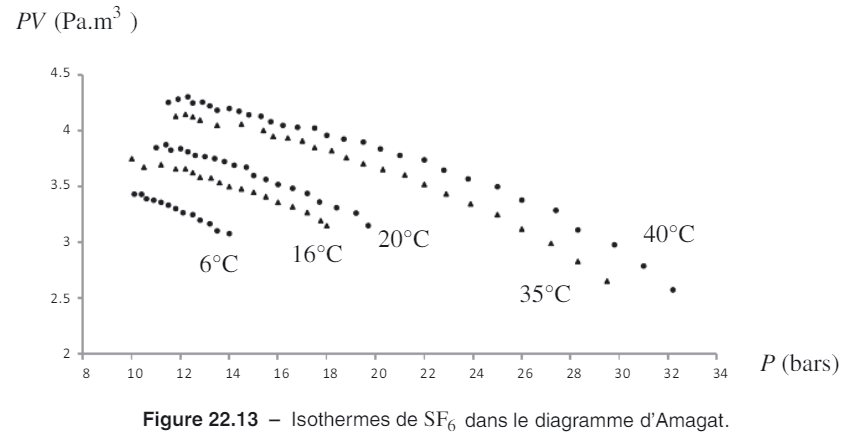 PV (Pa.m³ )
4.5
4
3.5
3
2.5
2
6°C
16°C
20°C
35°C
40°C
8 10 12 14 16 18 20 22 24 26 28 30 32 34
P (bars)
Figure 22.13 – Isothermes de SF₆ dans le diagramme d'Amagat.